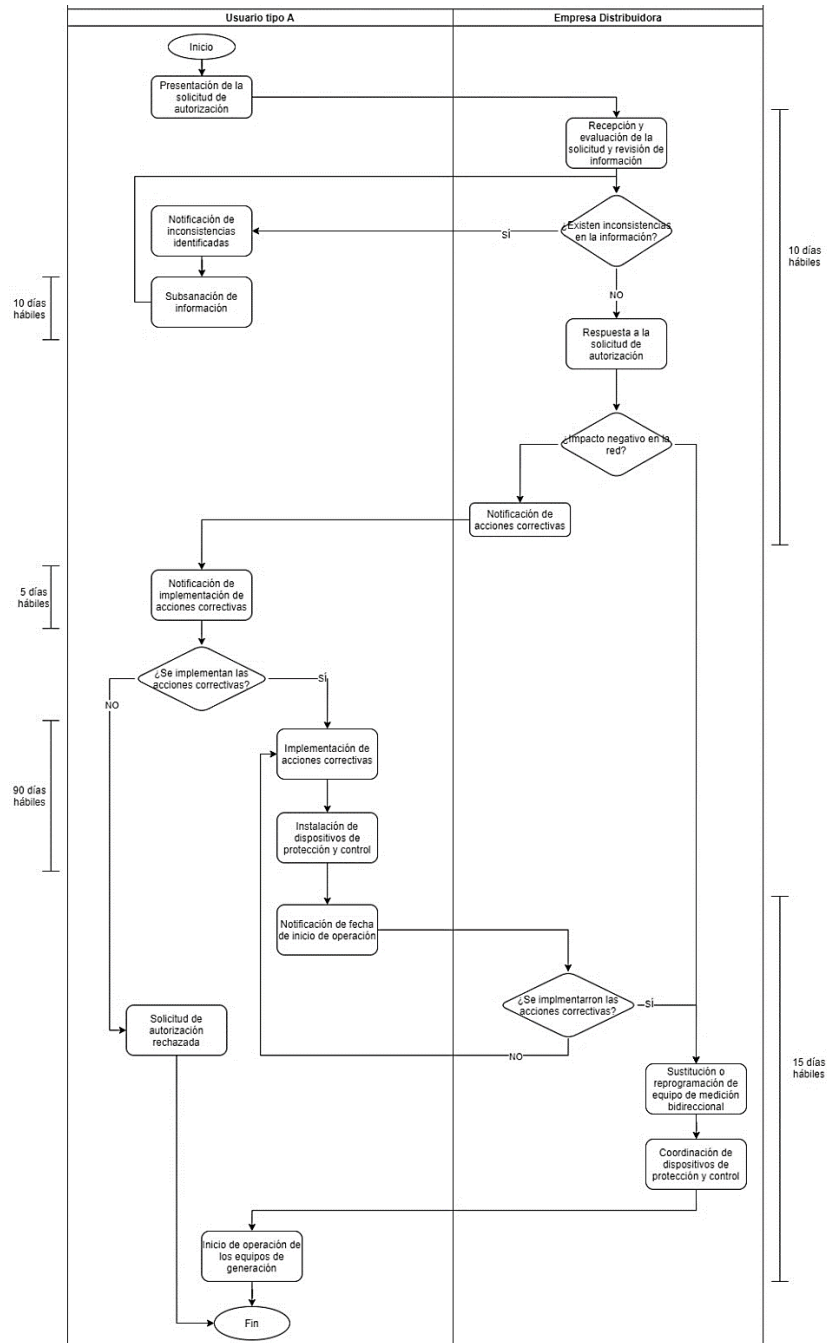 Usuario tipo A
Empresa Distribuidora
Inicio
Presentación de la
solicitud de
autorización
Recepción y
evaluación de la
solicitud y revisión de
información
¿Existen inconsistencias
en la información?
SÍ
Notificación de
inconsistencias
identificadas
10 días
hábiles
Subsanación de
información
10 días
hábiles
NO
Respuesta a la
solicitud de
autorización
¿Impacto negativo en la
red?
Notificación de
acciones correctivas
5 días
hábiles
Notificación de
implementación de
acciones correctivas
¿Se implementan las
acciones correctivas?
SÍ
NO
Implementación de
acciones correctivas
90 días
hábiles
Instalación de
dispositivos de
protección y control
Notificación de fecha
de inicio de operación
¿Se implmentarron las
acciones correctivas?
SÍ
NO
Solicitud de
autorización
rechazada
15 días
hábiles
Sustitución o
reprogramación de
equipo de medición
bidireccional
Coordinación de
dispositivos de
protección y control
Inicio de operación de
los equipos de
generación
Fin